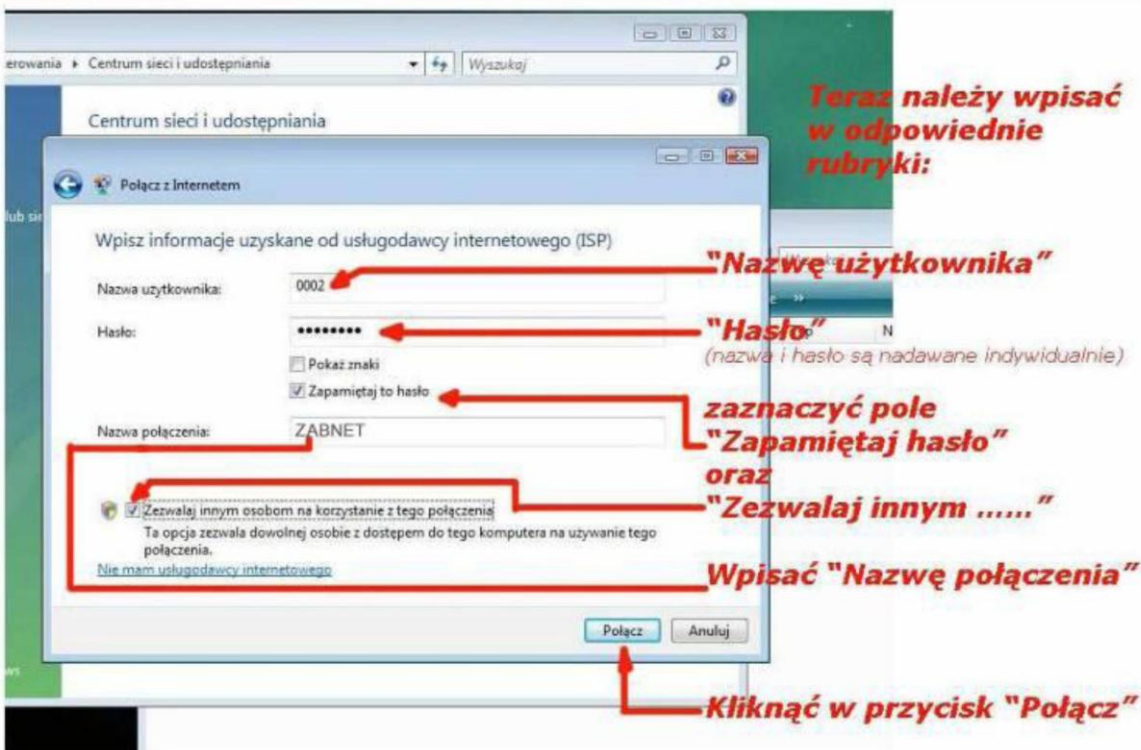 erowania ▸ Centrum sieci i udostępniania
Wyszukaj
Centrum sieci i udostępniania
Teraz należy wpisać
w odpowiednie
rubryki:
Połącz z Internetem
lub sie
Wpisz informacje uzyskane od usługodawcy internetowego (ISP)
"Nazwę użytkownika"
Nazwa użytkownika:
0002
Hasło:
••••••••
"Hasło"
N
(nazwa i hasło są nadawane indywidualnie)
Pokaż znaki
Zapamiętaj to hasło
zaznaczyć pole
"Zapamiętaj hasło"
Nazwa połączenia:
ZABNET
oraz
"Zezwalaj innym ......"
Zezwalaj innym osobom na korzystanie z tego połączenia
Ta opcja zezwala dowolnej osobie z dostępem do tego komputera na używanie tego
połączenia.
Nie mam usługodawcy internetowego
Wpisać "Nazwę połączenia"
Połącz
Anuluj
ws
Kliknąć w przycisk "Połącz"